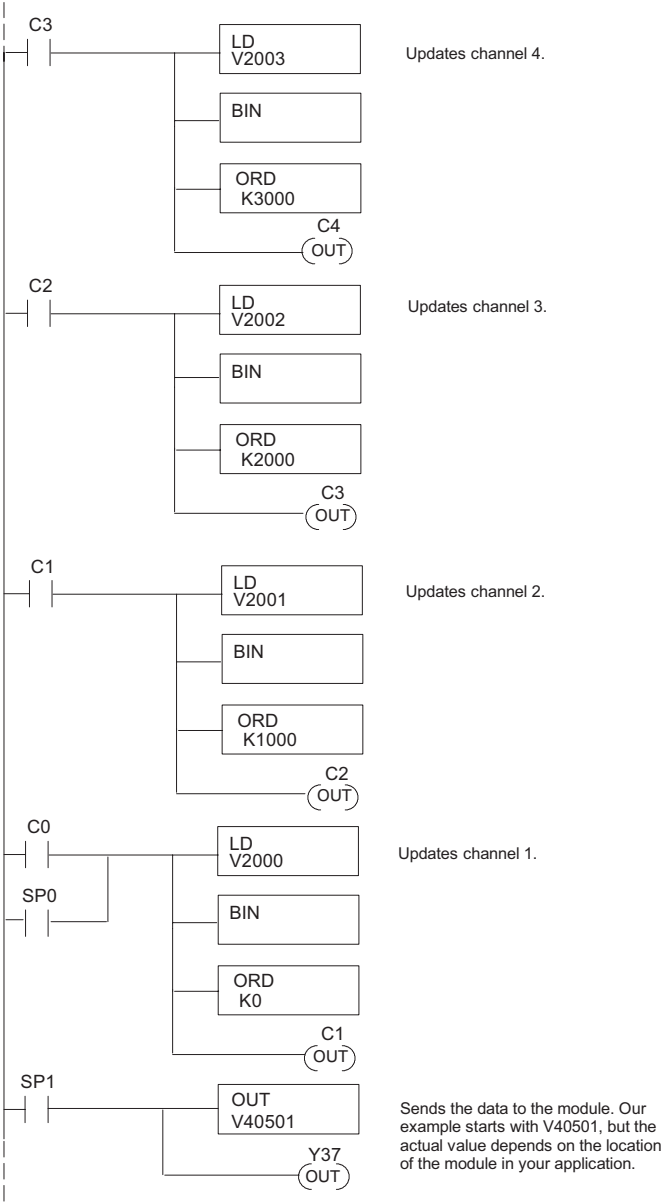 C3
LD
V2003
Updates channel 4.
BIN
ORD
K3000
C4
OUT
C2
LD
V2002
Updates channel 3.
BIN
ORD
K2000
C3
OUT
C1
LD
V2001
Updates channel 2.
BIN
ORD
K1000
C2
OUT
C0
LD
V2000
Updates channel 1.
SP0
BIN
ORD
K0
C1
OUT
SP1
OUT
V40501
Sends the data to the module. Our
example starts with V40501, but the
actual value depends on the location
of the module in your application.
Y37
OUT